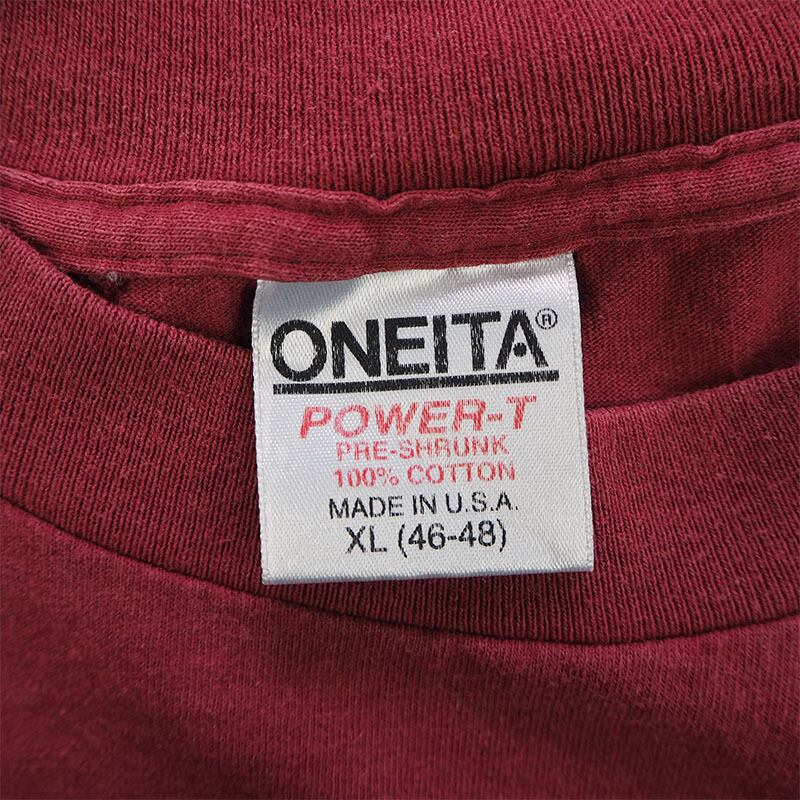 ONEITA®
POWER-T
PRE-SHRUNK
100% COTTON
MADE IN U.S.A.
XL (46-48)